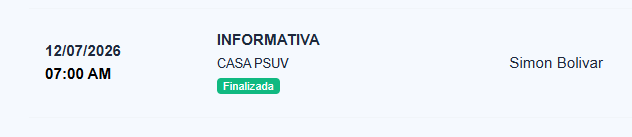 12/07/2026
07:00 AM
INFORMATIVA
CASA PSUV
Finalizada
Simon Bolivar